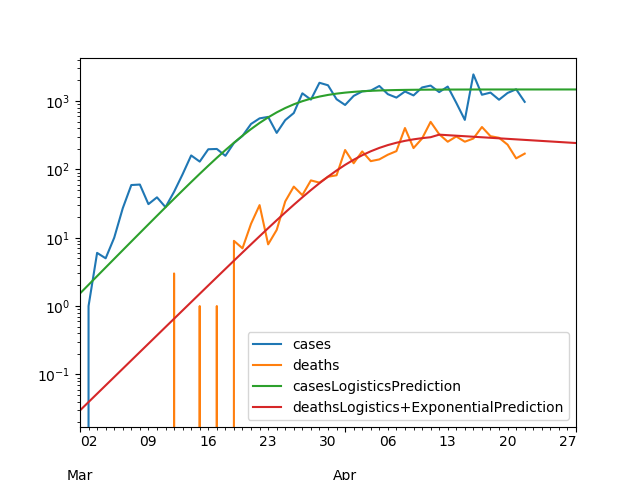 10³
10²
10¹
10⁰
10⁻¹
cases
deaths
casesLogisticsPrediction
deathsLogistics+ExponentialPrediction
02 09 16 23 30 06 13 20 27
Mar Apr